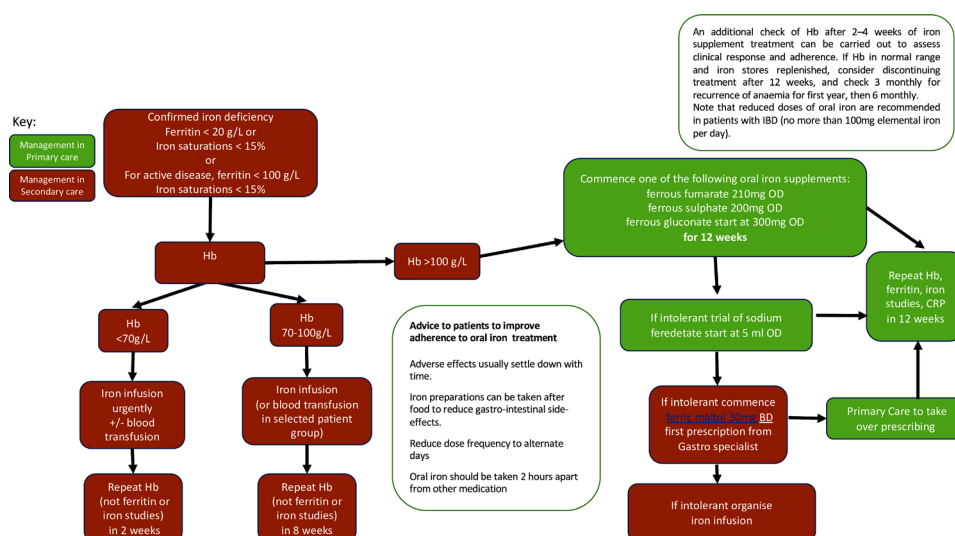 An additional check of Hb after 2–4 weeks of iron
supplement treatment can be carried out to assess
clinical response and adherence. If Hb in normal range
and iron stores replenished, consider discontinuing
treatment after 12 weeks, and check 3 monthly for
recurrence of anaemia for first year, then 6 monthly.
Note that reduced doses of oral iron are recommended
in patients with IBD (no more than 100mg elemental iron
per day).
Key:
Management in
Primary care
Management in
Secondary care
Confirmed iron deficiency
Ferritin < 20 g/L or
Iron saturations < 15%
or
For active disease, ferritin < 100 g/L
Iron saturations < 15%
Commence one of the following oral iron supplements:
ferrous fumarate 210mg OD
ferrous sulphate 200mg OD
ferrous gluconate start at 300mg OD
for 12 weeks
Hb
Hb >100 g/L
Repeat Hb,
ferritin, iron
studies, CRP
in 12 weeks
Hb
<70g/L
Hb
70-100g/L
If intolerant trial of sodium
feredetate start at 5 ml OD
Advice to patients to improve
adherence to oral iron treatment
Adverse effects usually settle down with
time.
Iron preparations can be taken after
food to reduce gastro-intestinal side-
effects.
Reduce dose frequency to alternate
days
Oral iron should be taken 2 hours apart
from other medication
Iron infusion
urgently
+/- blood
transfusion
Iron infusion
(or blood transfusion
in selected patient
group)
If intolerant commence
ferric maltol 30mg BD
first prescription from
Gastro specialist
Primary Care to take
over prescribing
Repeat Hb
(not ferritin or
iron studies)
in 2 weeks
Repeat Hb
(not ferritin or
iron studies)
in 8 weeks
If intolerant organise
iron infusion